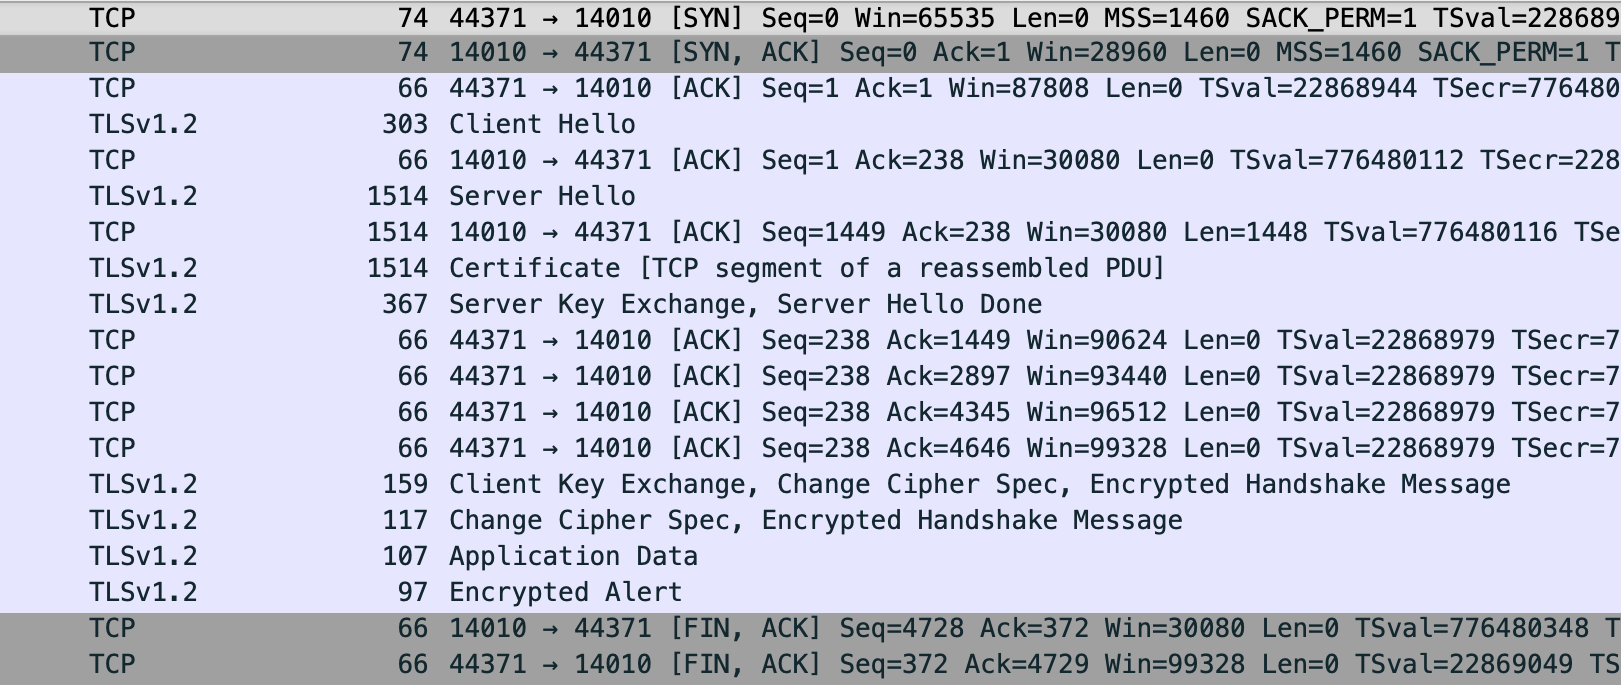 TCP 74 44371 → 14010 [SYN] Seq=0 Win=65535 Len=0 MSS=1460 SACK_PERM=1 TSval=228689
TCP 74 14010 → 44371 [SYN, ACK] Seq=0 Ack=1 Win=28960 Len=0 MSS=1460 SACK_PERM=1 T
TCP 66 44371 → 14010 [ACK] Seq=1 Ack=1 Win=87808 Len=0 TSval=22868944 TSecr=776480
TLSv1.2 303 Client Hello
TCP 66 14010 → 44371 [ACK] Seq=1 Ack=238 Win=30080 Len=0 TSval=776480112 TSecr=228
TLSv1.2 1514 Server Hello
TCP 1514 14010 → 44371 [ACK] Seq=1449 Ack=238 Win=30080 Len=1448 TSval=776480116 TSe
TLSv1.2 1514 Certificate [TCP segment of a reassembled PDU]
TLSv1.2 367 Server Key Exchange, Server Hello Done
TCP 66 44371 → 14010 [ACK] Seq=238 Ack=1449 Win=90624 Len=0 TSval=22868979 TSecr=7
TCP 66 44371 → 14010 [ACK] Seq=238 Ack=2897 Win=93440 Len=0 TSval=22868979 TSecr=7
TCP 66 44371 → 14010 [ACK] Seq=238 Ack=4345 Win=96512 Len=0 TSval=22868979 TSecr=7
TCP 66 44371 → 14010 [ACK] Seq=238 Ack=4646 Win=99328 Len=0 TSval=22868979 TSecr=7
TLSv1.2 159 Client Key Exchange, Change Cipher Spec, Encrypted Handshake Message
TLSv1.2 117 Change Cipher Spec, Encrypted Handshake Message
TLSv1.2 107 Application Data
TLSv1.2 97 Encrypted Alert
TCP 66 14010 → 44371 [FIN, ACK] Seq=4728 Ack=372 Win=30080 Len=0 TSval=776480348 T
TCP 66 44371 → 14010 [FIN, ACK] Seq=372 Ack=4729 Win=99328 Len=0 TSval=22869049 TS